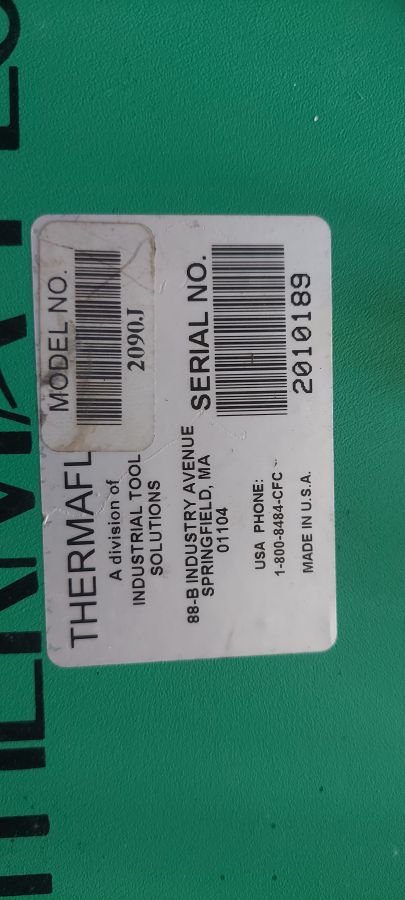 THERMAFL
A division of
INDUSTRIAL TOOL
SOLUTIONS
88-B INDUSTRY AVENUE
SPRINGFIELD, MA
01104
USA PHONE:
1-800-8484-CFC
MADE IN U.S.A.
MODEL NO.
2090J
SERIAL NO.
2010189